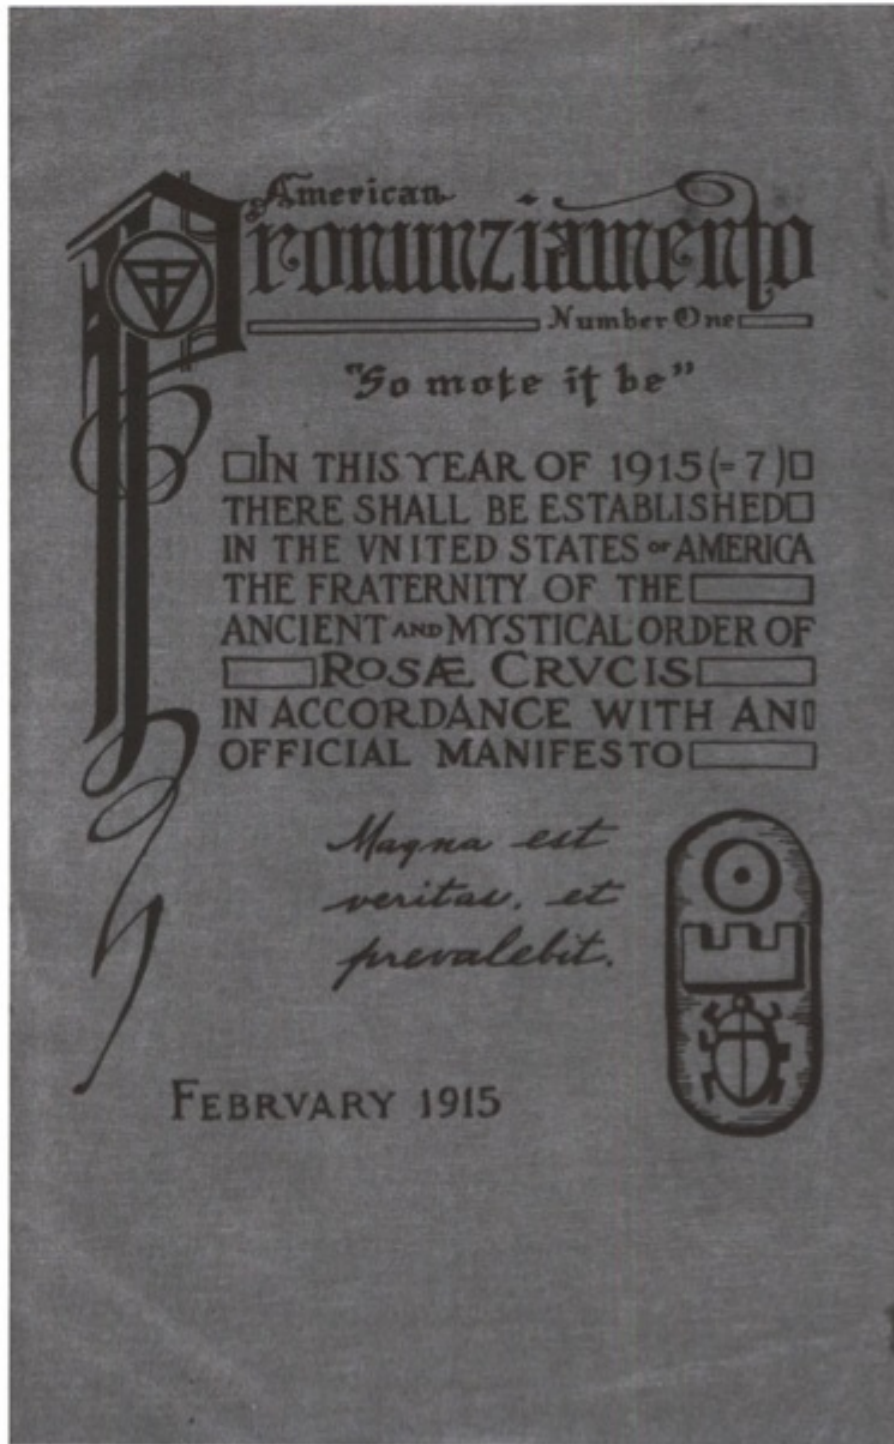 American
Pronunziamento
Number One
"So mote it be"
IN THIS YEAR OF 1915 (=7)
THERE SHALL BE ESTABLISHED
IN THE VNITED STATES OF AMERICA
THE FRATERNITY OF THE
ANCIENT AND MYSTICAL ORDER OF
ROSÆ CRVCIS
IN ACCORDANCE WITH AN
OFFICIAL MANIFESTO
Magna est
veritas, et
prevalebit.
FEBRVARY 1915